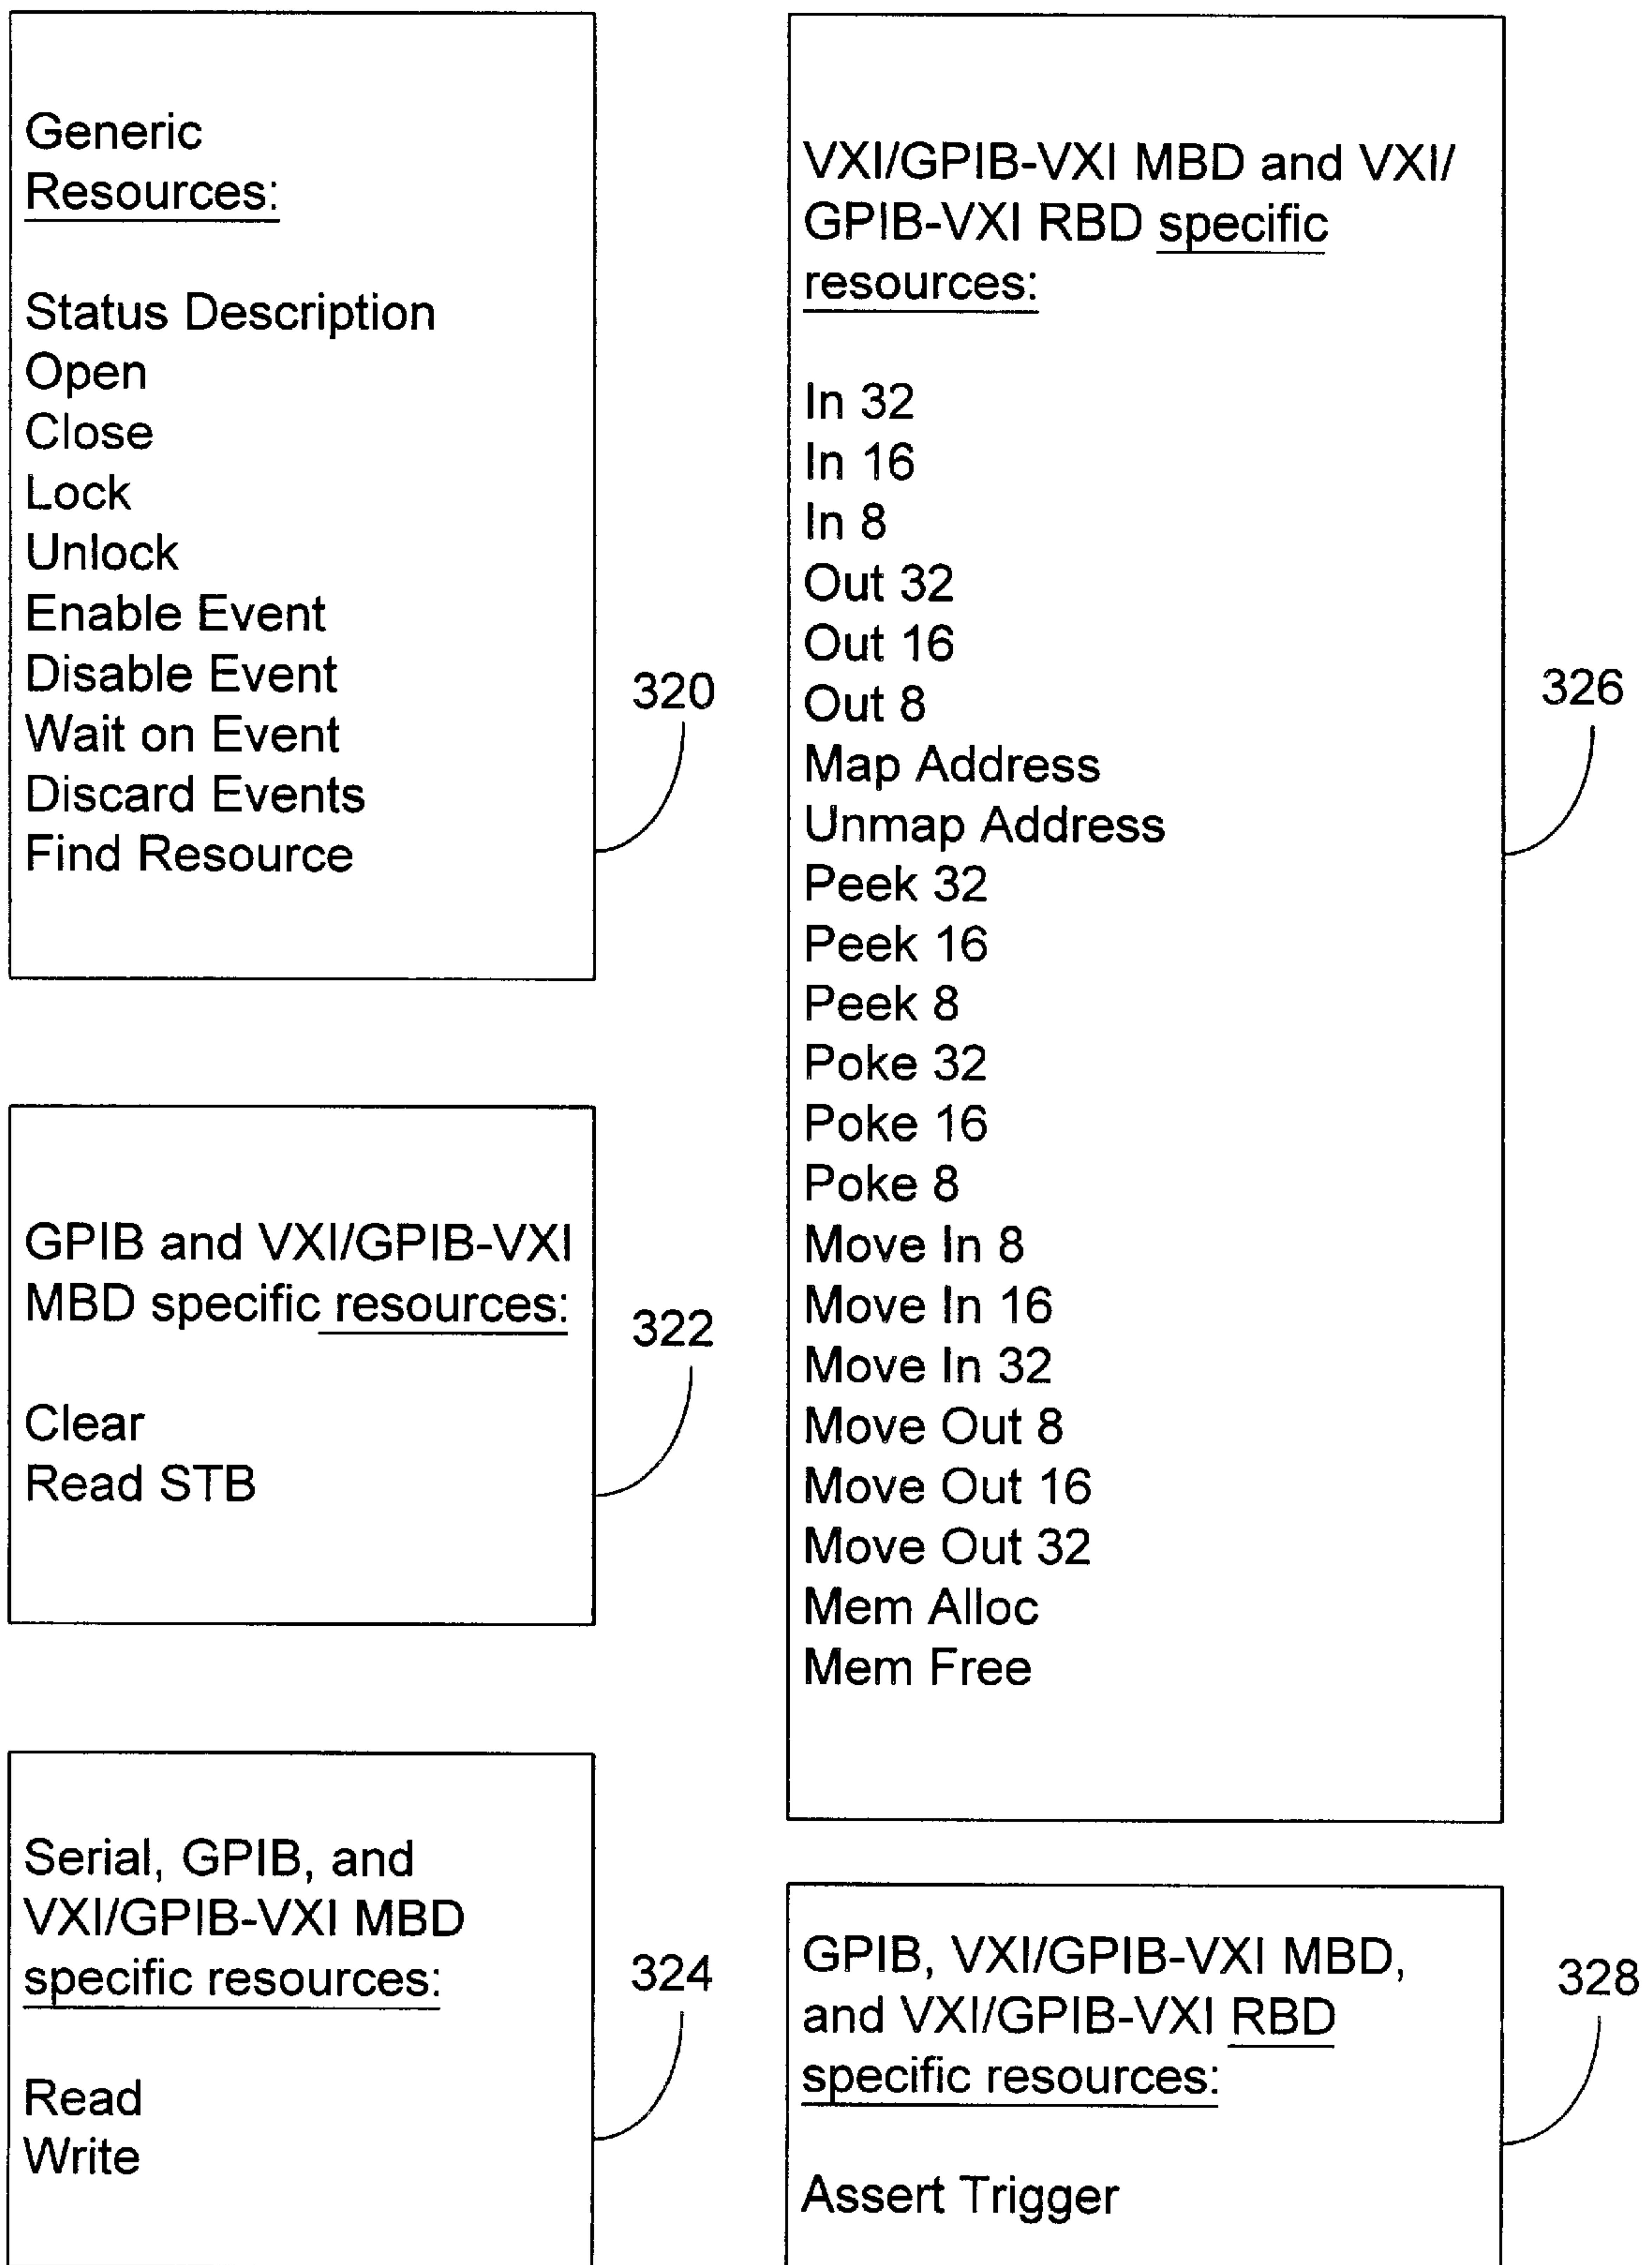 Generic
Resources:
Status Description
Open
Close
Lock
Unlock
Enable Event
Disable Event
Wait on Event
Discard Events
Find Resource
320
GPIB and VXI/GPIB-VXI
MBD specific resources:
Clear
Read STB
322
Serial, GPIB, and
VXI/GPIB-VXI MBD
specific resources:
Read
Write
324
VXI/GPIB-VXI MBD and VXI/
GPIB-VXI RBD specific
resources:
In 32
In 16
In 8
Out 32
Out 16
Out 8
Map Address
Unmap Address
Peek 32
Peek 16
Peek 8
Poke 32
Poke 16
Poke 8
Move In 8
Move In 16
Move In 32
Move Out 8
Move Out 16
Move Out 32
Mem Alloc
Mem Free
326
GPIB, VXI/GPIB-VXI MBD,
and VXI/GPIB-VXI RBD
specific resources:
Assert Trigger
328